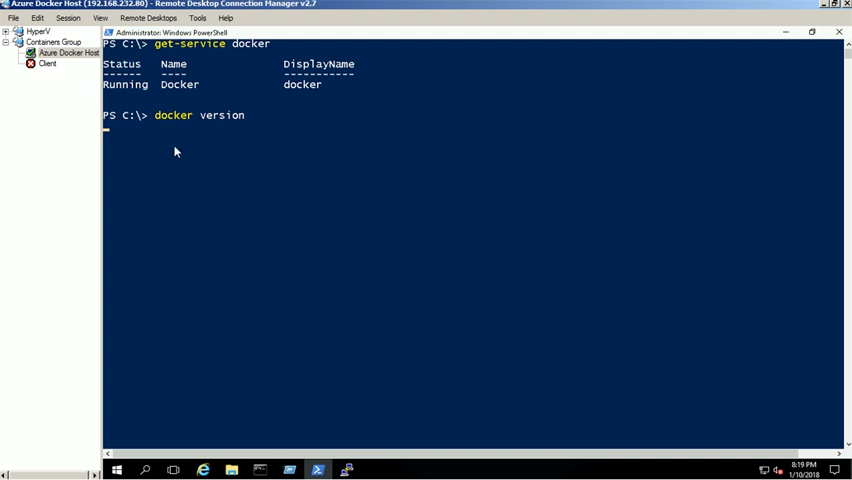 Azure Docker Host (192.168.232.80) - Remote Desktop Connection Manager v2.7
File Edit Session View Remote Desktops Tools Help
HyperV
Containers Group
Azure Docker Host
Client
Administrator: Windows PowerShell
PS C:\> get-service docker
Status Name DisplayName
------ ---- -----------
Running Docker docker
PS C:\> docker version
8:19 PM
1/10/2018